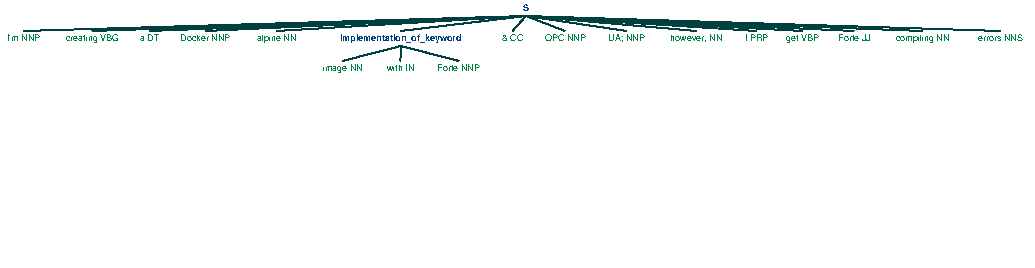 S
I'm NNP creating VBG a DT Docker NNP alpine NN Implementation_of_keyword & CC OPC NNP UA; NNP however, NN I PRP get VBP Forte JJ compiling NN errors NNS
image NN with IN Forte NNP